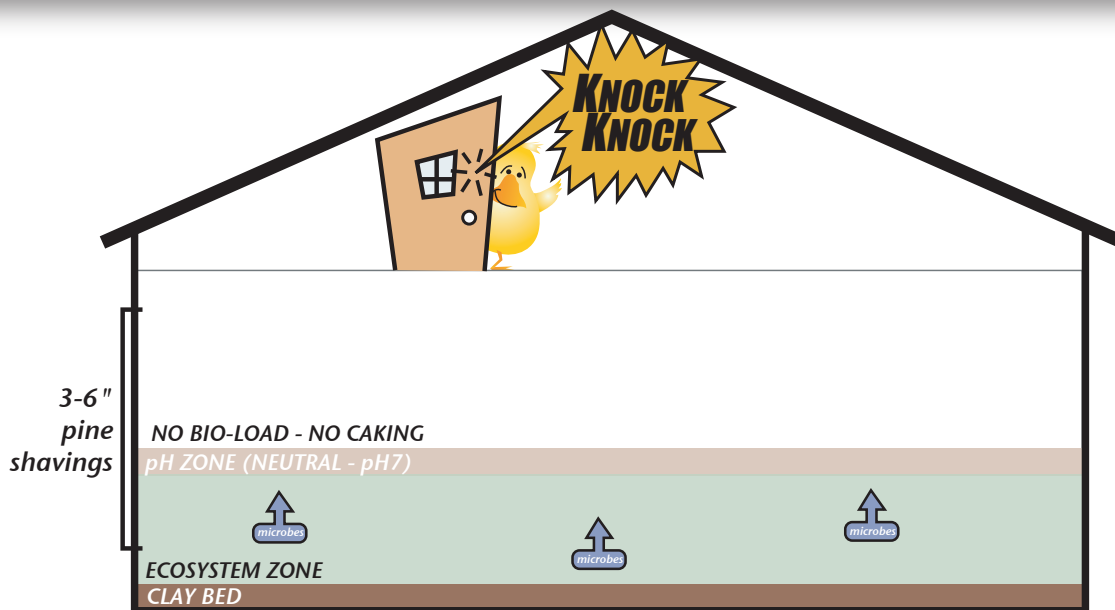 KNOCK
KNOCK
3-6"
pine
shavings
NO BIO-LOAD - NO CAKING
pH ZONE (NEUTRAL - pH7)
microbes
microbes
microbes
ECOSYSTEM ZONE
CLAY BED